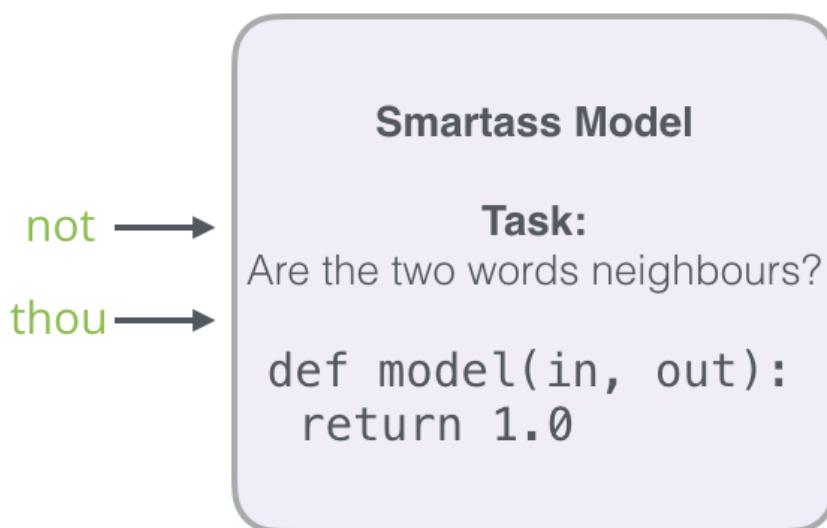 Smartass Model
Task:
not
Are the two words neighbours?
thou
def model(in, out):
return 1.0